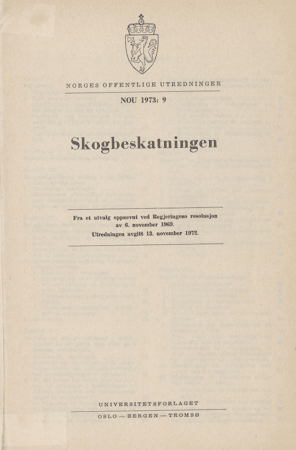 NORGES OFFENTLIGE UTREDNINGER
NOU 1973: 9
Skogbeskatningen
Fra et utvalg oppnevnt ved Regjeringens resolusjon
av 6. november 1969.
Utredningen avgitt 13. november 1972.
UNIVERSITETSFORLAGET
OSLO — BERGEN — TROMSØ